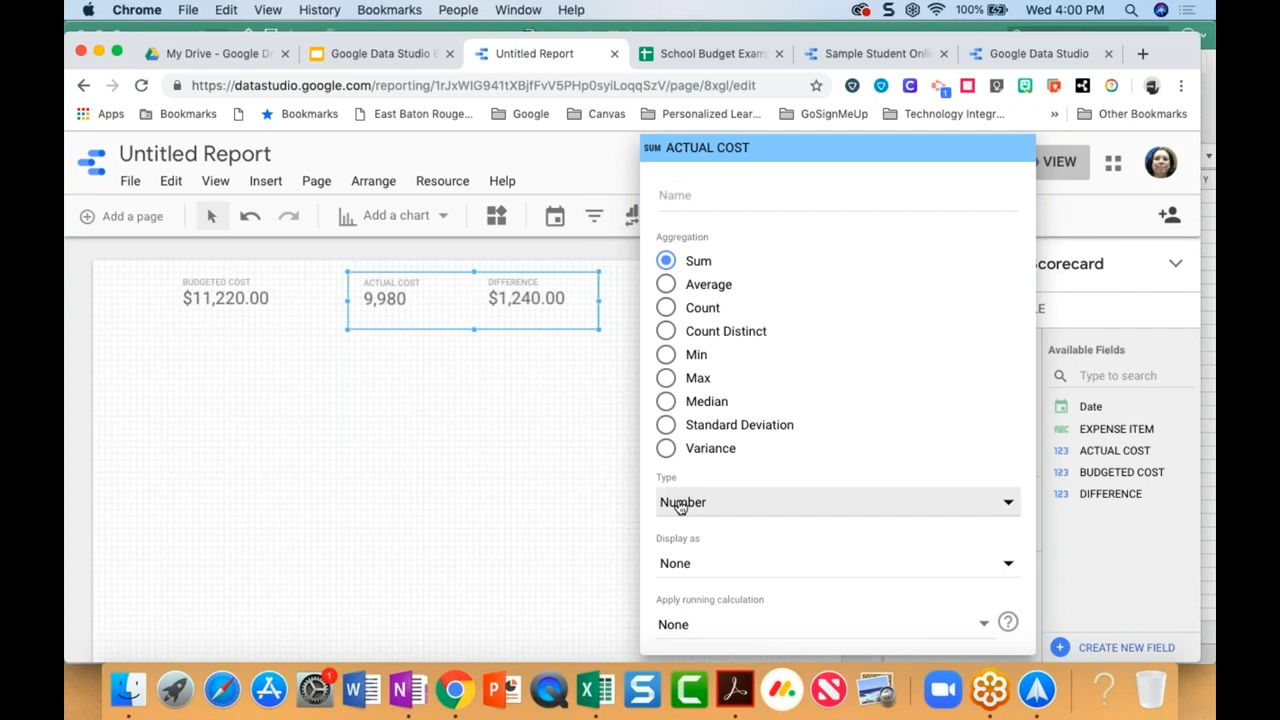 Chrome File Edit View History Bookmarks People Window Help 100% Wed 4:00 PM
My Drive - Google Dr Google Data Studio E Untitled Report School Budget Exam Sample Student Onli Google Data Studio
https://datastudio.google.com/reporting/1rJxWIG941tXBjfFvV5PHp0syiLoqqSzV/page/8xgl/edit
Apps Bookmarks Bookmarks East Baton Rouge... Google Canvas Personalized Lear... GoSignMeUp Technology Integr... » Other Bookmarks
Untitled Report
VIEW
File Edit View Insert Page Arrange Resource Help
Add a page Add a chart
BUDGETED COST
$11,220.00
ACTUAL COST
9,980
DIFFERENCE
$1,240.00
SUM ACTUAL COST
Name
Aggregation
Sum
Average
Count
Count Distinct
Min
Max
Median
Standard Deviation
Variance
Type
Number
Display as
None
Apply running calculation
None
corecard
Available Fields
Type to search
Date
ABC EXPENSE ITEM
123 ACTUAL COST
123 BUDGETED COST
123 DIFFERENCE
CREATE NEW FIELD